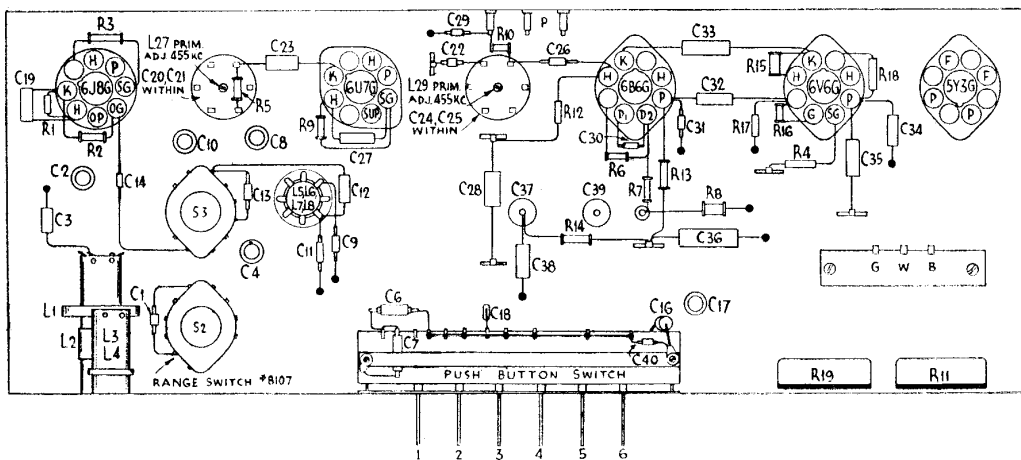 R3
C19
K
H
P
6J8G
SG
H
OP
OG
R1
R2
L27 PRIM.
ADJ. 455KC
C20, C21
WITHIN
R5
C23
K
H
P
6U7G
H
SG
SUP
R9
C27
C29
C22
R10
P
C26
L29 PRIM.
ADJ. 455KC
C24, C25
WITHIN
R12
K
H
6B6G
H
P
D1
D2
C30
R6
R7
C31
R13
C33
C32
R15
R17
R16
K
H
6V6G
H
P
G
SG
R18
R4
C34
C35
F
F
5Y3G
P
P
C2
C3
C14
C10
C8
S3
C13
L5 L6
L7 L8
C12
C11
C9
C4
C28
C37
C39
C38
R14
R8
C36
G W B
L1
L2
L3
L4
C1
S2
RANGE SWITCH #8107
C6
C7
C18
C16
C17
C40
PUSH BUTTON SWITCH
R19
R11
1 2 3 4 5 6